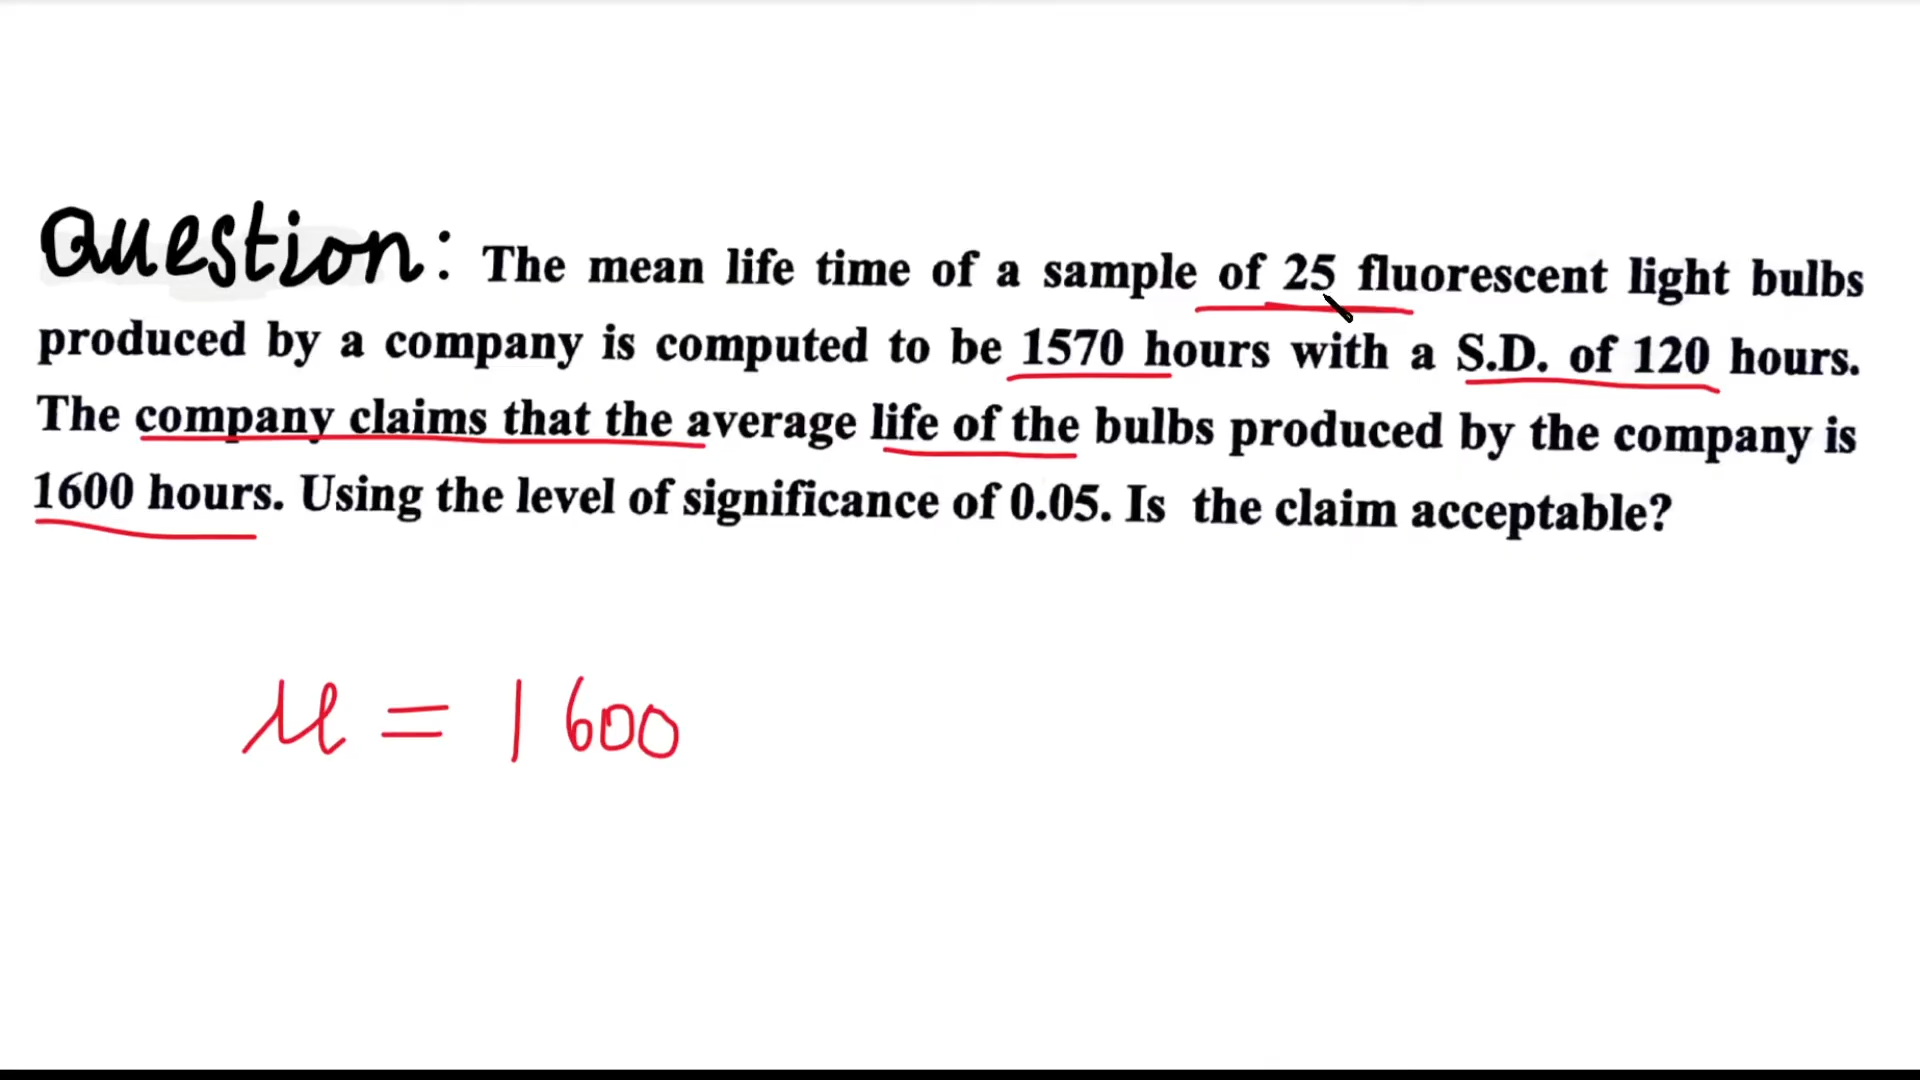 Question: The mean life time of a sample of 25 fluorescent light bulbs
produced by a company is computed to be 1570 hours with a S.D. of 120 hours.
The company claims that the average life of the bulbs produced by the company is
1600 hours. Using the level of significance of 0.05. Is the claim acceptable?
μ = 1600